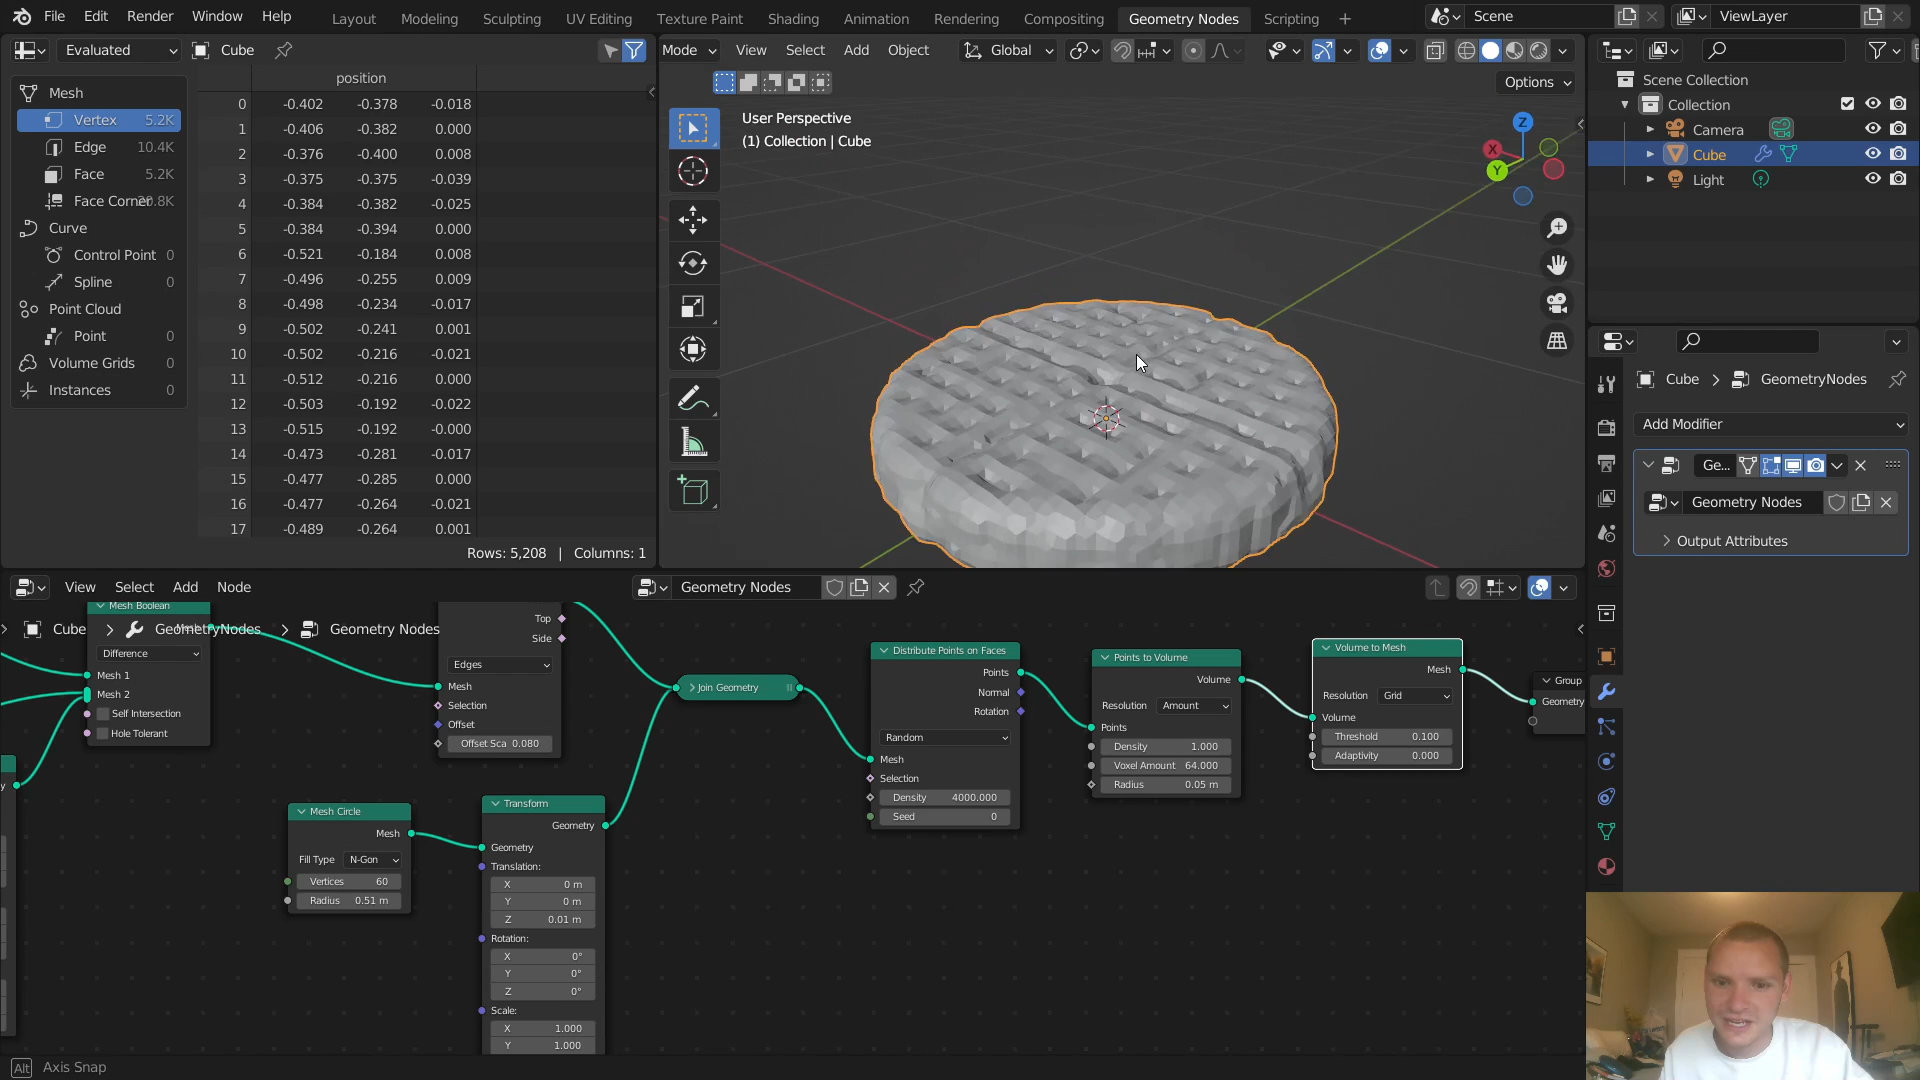 File Edit Render Window Help
Layout Modeling Sculpting UV Editing Texture Paint Shading Animation Rendering Compositing Geometry Nodes Scripting
Scene
ViewLayer
Evaluated
Cube
Mode View Select Add Object
Global
Options
position
Mesh
Vertex 5.2K
Edge 10.4K
Face 5.2K
Face Corner 20.8K
Curve
Control Point 0
Spline 0
Point Cloud
Point 0
Volume Grids 0
Instances 0
0 -0.402 -0.378 -0.018
1 -0.406 -0.382 0.000
2 -0.376 -0.400 0.008
3 -0.375 -0.375 -0.039
4 -0.384 -0.382 -0.025
5 -0.384 -0.394 0.000
6 -0.521 -0.184 0.008
7 -0.496 -0.255 0.009
8 -0.498 -0.234 -0.017
9 -0.502 -0.241 0.001
10 -0.502 -0.216 -0.021
11 -0.512 -0.216 0.000
12 -0.503 -0.192 -0.022
13 -0.515 -0.192 -0.000
14 -0.473 -0.281 -0.017
15 -0.477 -0.285 0.000
16 -0.477 -0.264 -0.021
17 -0.489 -0.264 0.001
Rows: 5,208 | Columns: 1
User Perspective
(1) Collection | Cube
Z
X
Y
Scene Collection
Collection
Camera
Cube
Light
Cube > GeometryNodes
Add Modifier
Ge...
Geometry Nodes
Output Attributes
View Select Add Node
Geometry Nodes
Cube > GeometryNodes > Geometry Nodes
Mesh Boolean
Difference
Mesh 1
Mesh 2
Self Intersection
Hole Tolerant
Top
Side
Edges
Mesh
Selection
Offset
Offset Sca 0.080
Mesh Circle
Mesh
Fill Type N-Gon
Vertices 60
Radius 0.51 m
Transform
Geometry
Geometry
Translation:
X 0 m
Y 0 m
Z 0.01 m
Rotation:
X 0°
Y 0°
Z 0°
Scale:
X 1.000
Y 1.000
Join Geometry
Distribute Points on Faces
Points
Normal
Rotation
Random
Mesh
Selection
Density 4000.000
Seed 0
Points to Volume
Volume
Resolution Amount
Points
Density 1.000
Voxel Amount 64.000
Radius 0.05 m
Volume to Mesh
Mesh
Resolution Grid
Volume
Threshold 0.100
Adaptivity 0.000
Group
Geometry
Alt Axis Snap